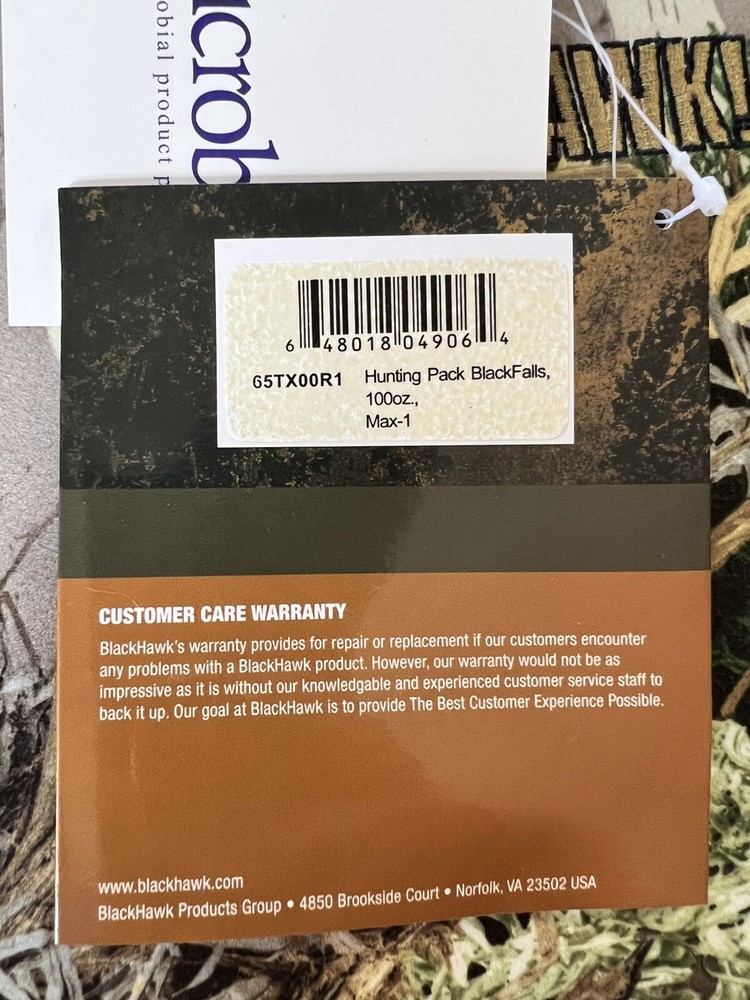 crob
obial product p
AWK!
6 48018 04906 4
65TX00R1 Hunting Pack BlackFalls,
100oz.,
Max-1
CUSTOMER CARE WARRANTY
BlackHawk's warranty provides for repair or replacement if our customers encounter
any problems with a BlackHawk product. However, our warranty would not be as
impressive as it is without our knowledgable and experienced customer service staff to
back it up. Our goal at BlackHawk is to provide The Best Customer Experience Possible.
www.blackhawk.com
BlackHawk Products Group • 4850 Brookside Court • Norfolk, VA 23502 USA